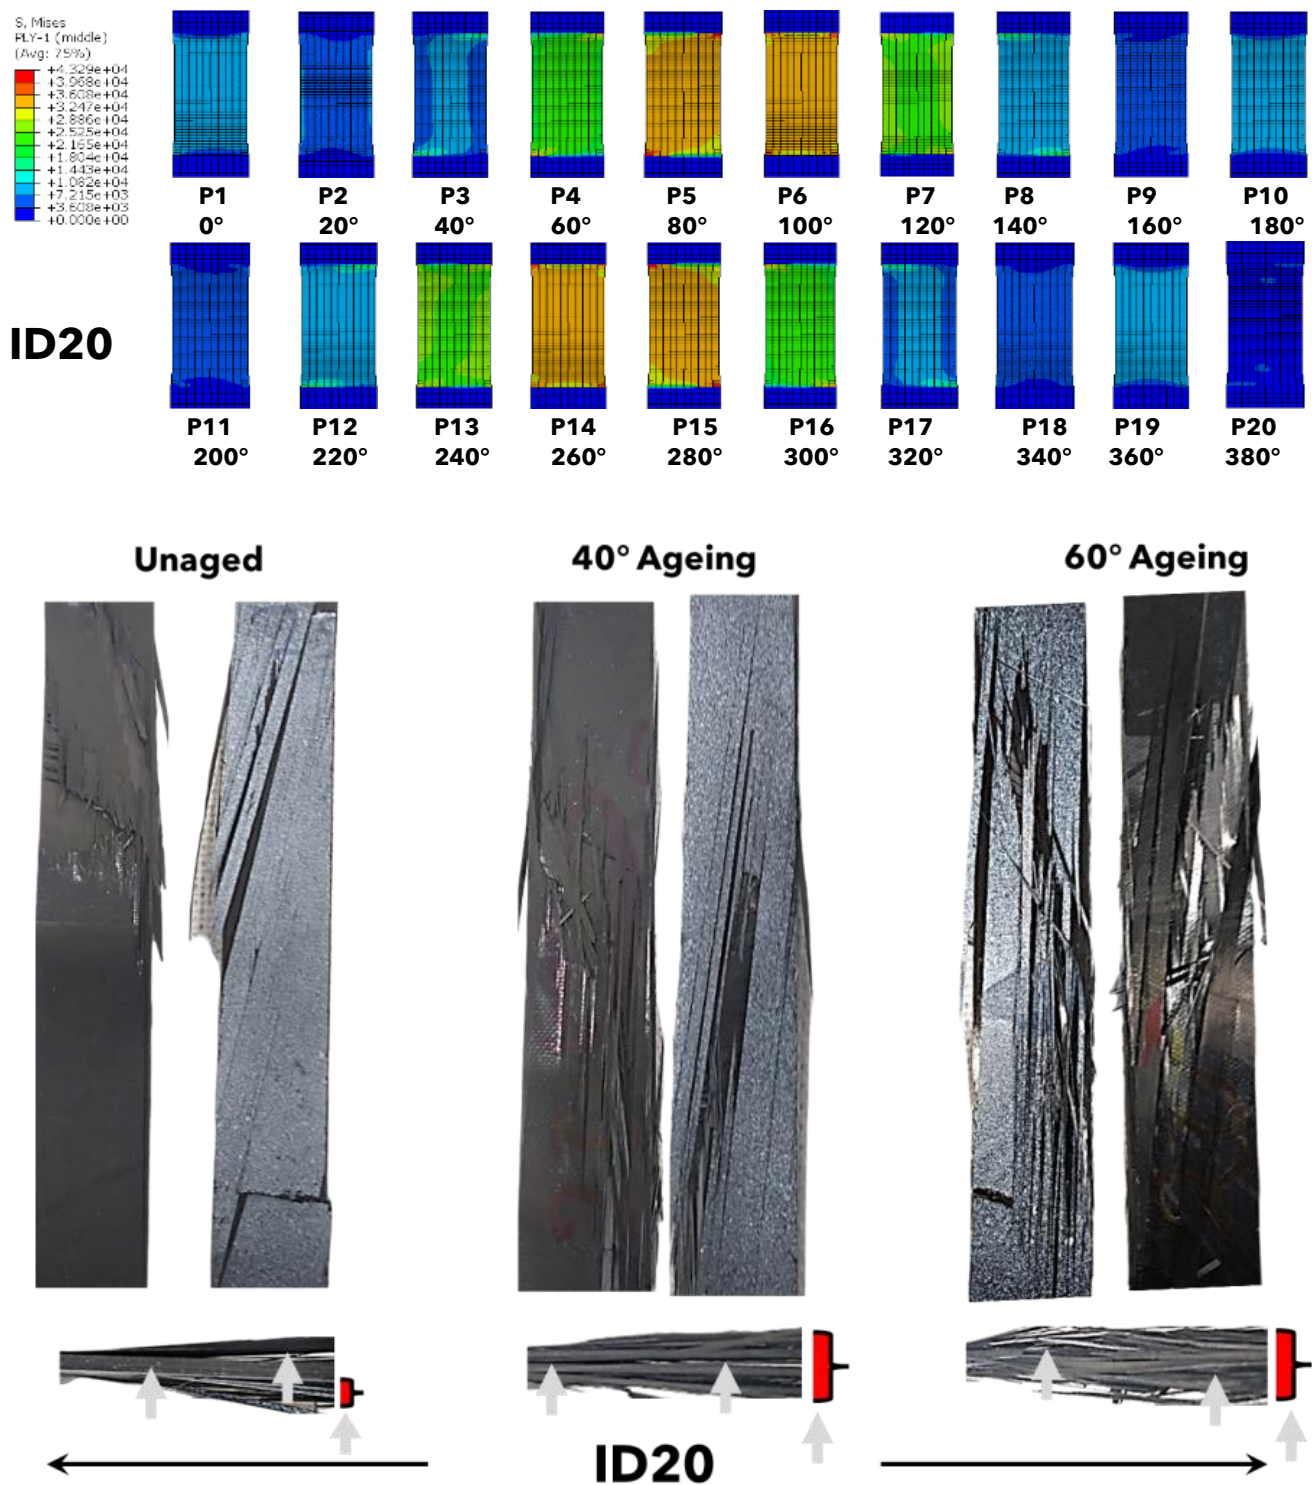 S, Mises
PLY-1 (middle)
(Avg: 75%)
+4.329e+04
+3.968e+04
+3.608e+04
+3.247e+04
+2.886e+04
+2.525e+04
+2.165e+04
+1.804e+04
+1.443e+04
+1.082e+04
+7.215e+03
+3.608e+03
+0.000e+00
P1 P2 P3 P4 P5 P6 P7 P8 P9 P10
0° 20° 40° 60° 80° 100° 120° 140° 160° 180°
ID20
P11 P12 P13 P14 P15 P16 P17 P18 P19 P20
200° 220° 240° 260° 280° 300° 320° 340° 360° 380°
Unaged 40° Ageing 60° Ageing
ID20